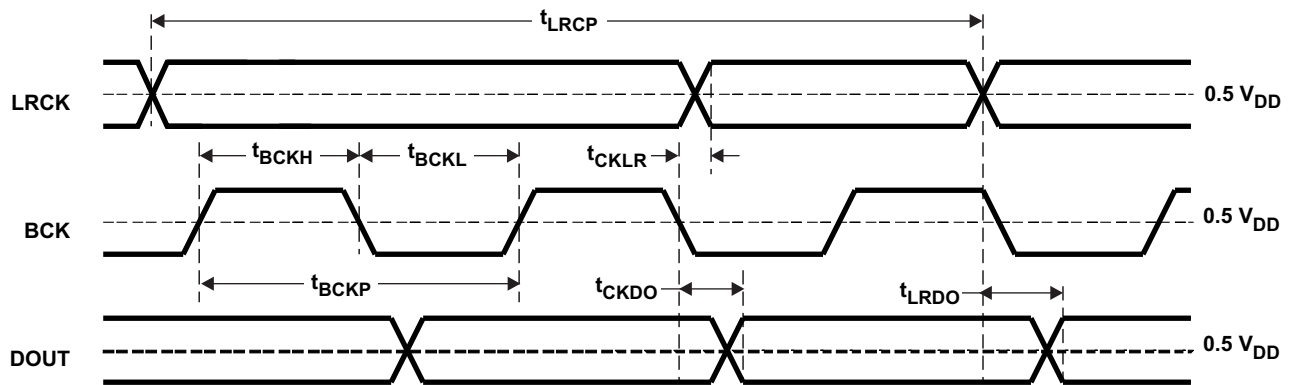 tLRCP
LRCK
0.5 VDD
tBCKH
tBCKL
tCKLR
BCK
0.5 VDD
tBCKP
tCKDO
tLRDO
DOUT
0.5 VDD